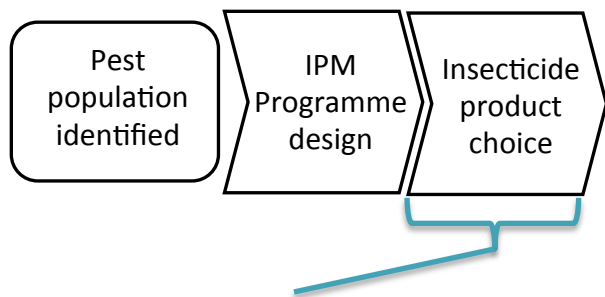 Pest
population
identified
IPM
Programme
design
Insecticide
product
choice